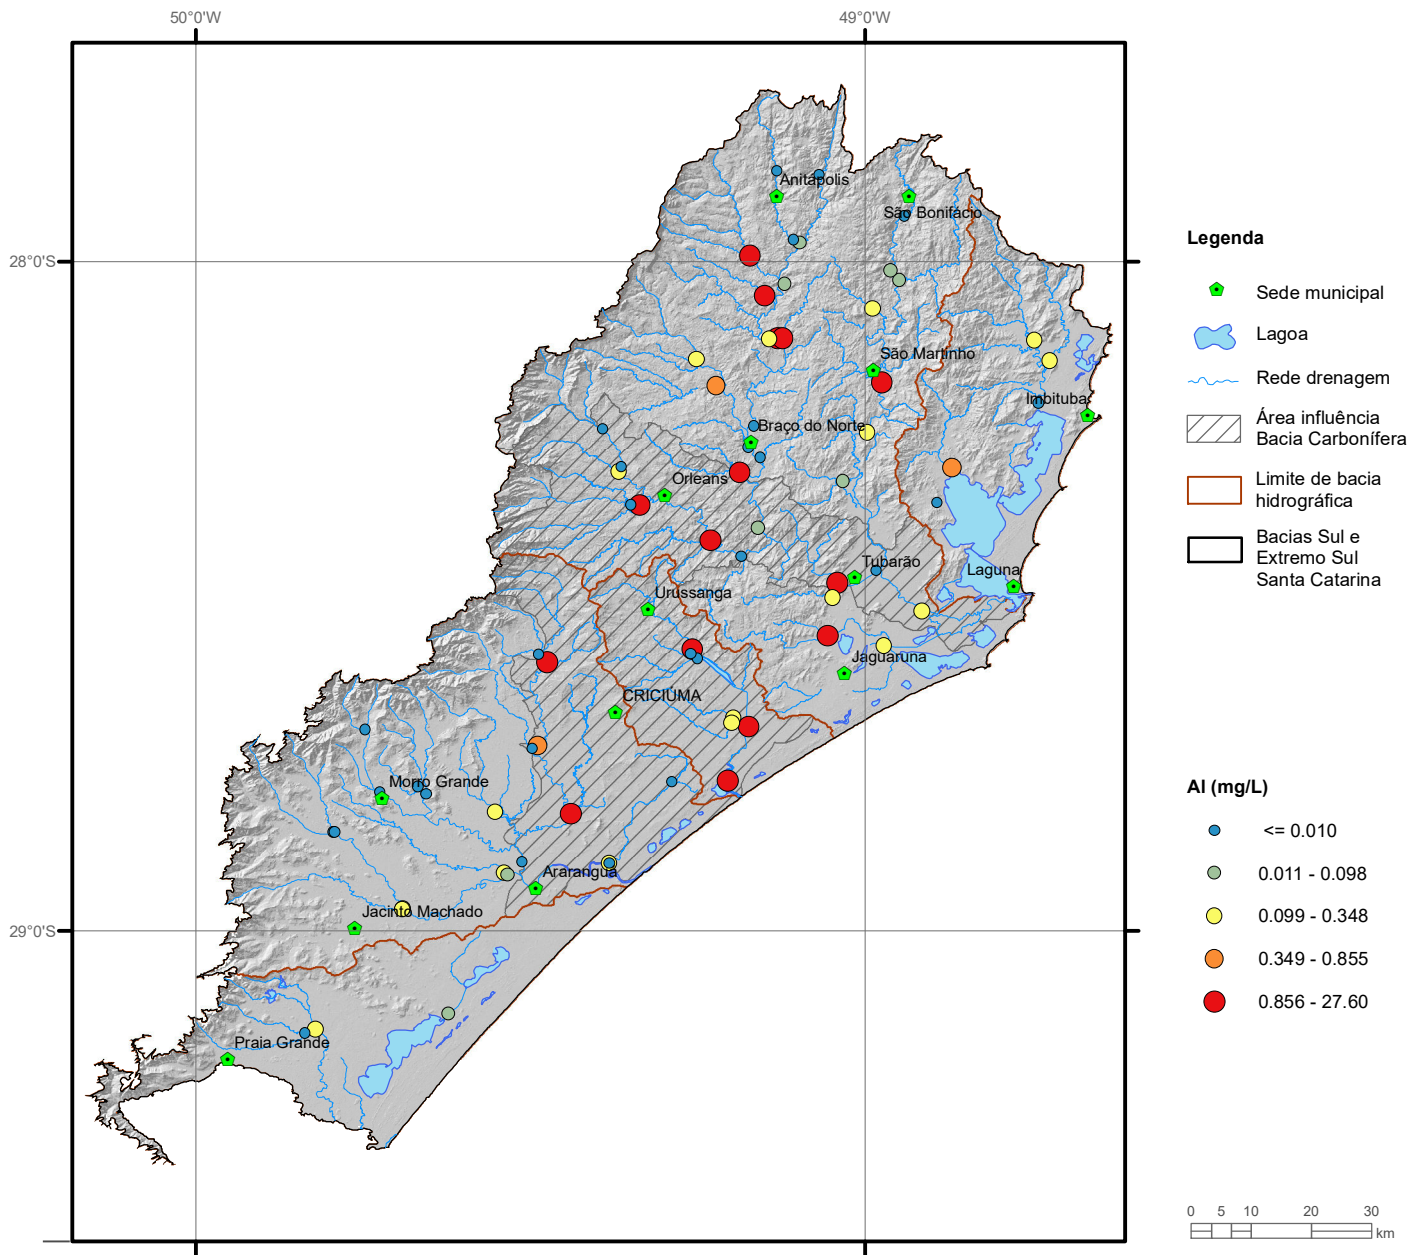 50°0'W
49°0'W
28°0'S
29°0'S
Anitápolis
São Bonifácio
São Martinho
Imbituba
Braço do Norte
Orleans
Tubarão
Laguna
Urussanga
Jaguaruna
CRICIÚMA
Morro Grande
Araranguá
Jacinto Machado
Praia Grande
Legenda
Sede municipal
Lagoa
Rede drenagem
Área influência
Bacia Carbonífera
Limite de bacia
hidrográfica
Bacias Sul e
Extremo Sul
Santa Catarina
Al (mg/L)
<= 0.010
0.011 - 0.098
0.099 - 0.348
0.349 - 0.855
0.856 - 27.60
0 5 10 20 30
km